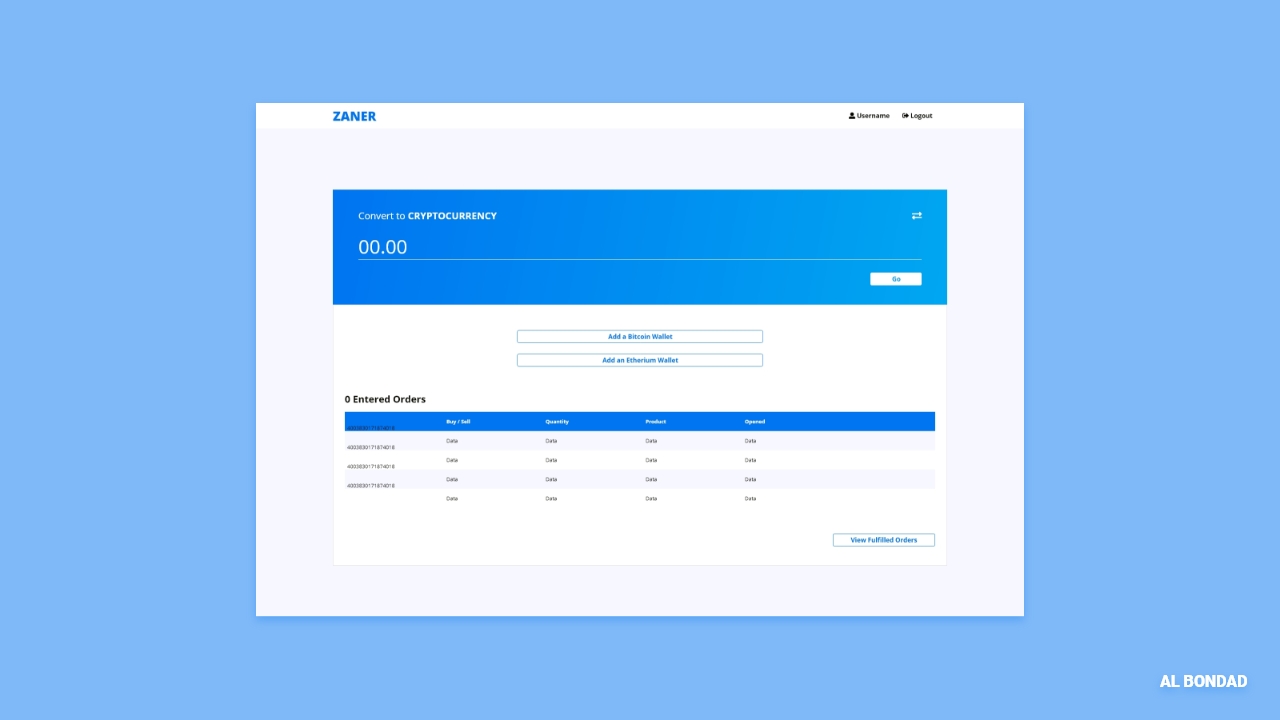 ZANER
Username Logout
Convert to CRYPTOCURRENCY
00.00
Go
Add a Bitcoin Wallet
Add an Etherium Wallet
0 Entered Orders
Buy / Sell Quantity Product Opened
4003830171874018
Data Data Data Data
4003830171874018
Data Data Data Data
4003830171874018
Data Data Data Data
4003830171874018
Data Data Data Data
View Fulfilled Orders
AL BONDAD